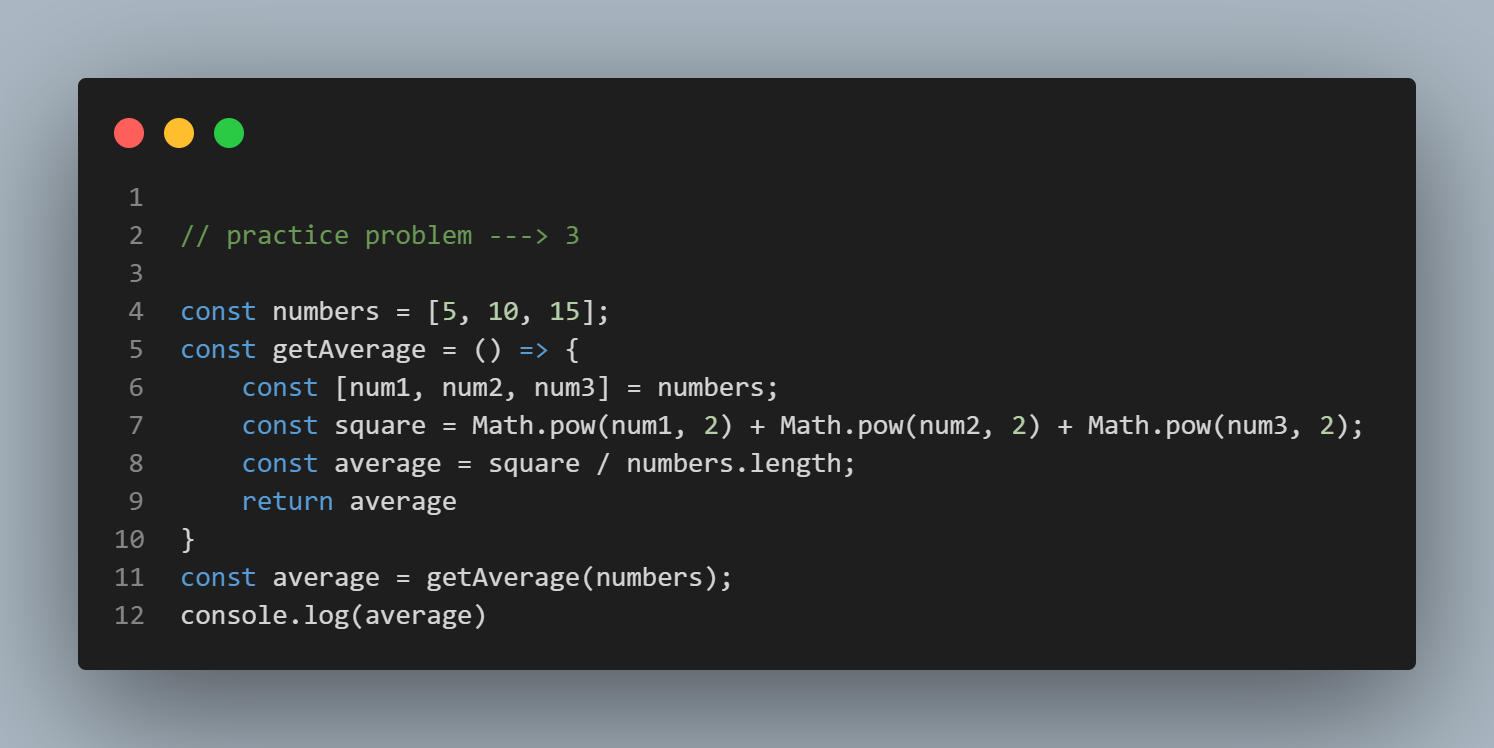 1
2 // practice problem ---> 3
3
4 const numbers = [5, 10, 15];
5 const getAverage = () => {
6     const [num1, num2, num3] = numbers;
7     const square = Math.pow(num1, 2) + Math.pow(num2, 2) + Math.pow(num3, 2);
8     const average = square / numbers.length;
9     return average
10 }
11 const average = getAverage(numbers);
12 console.log(average)